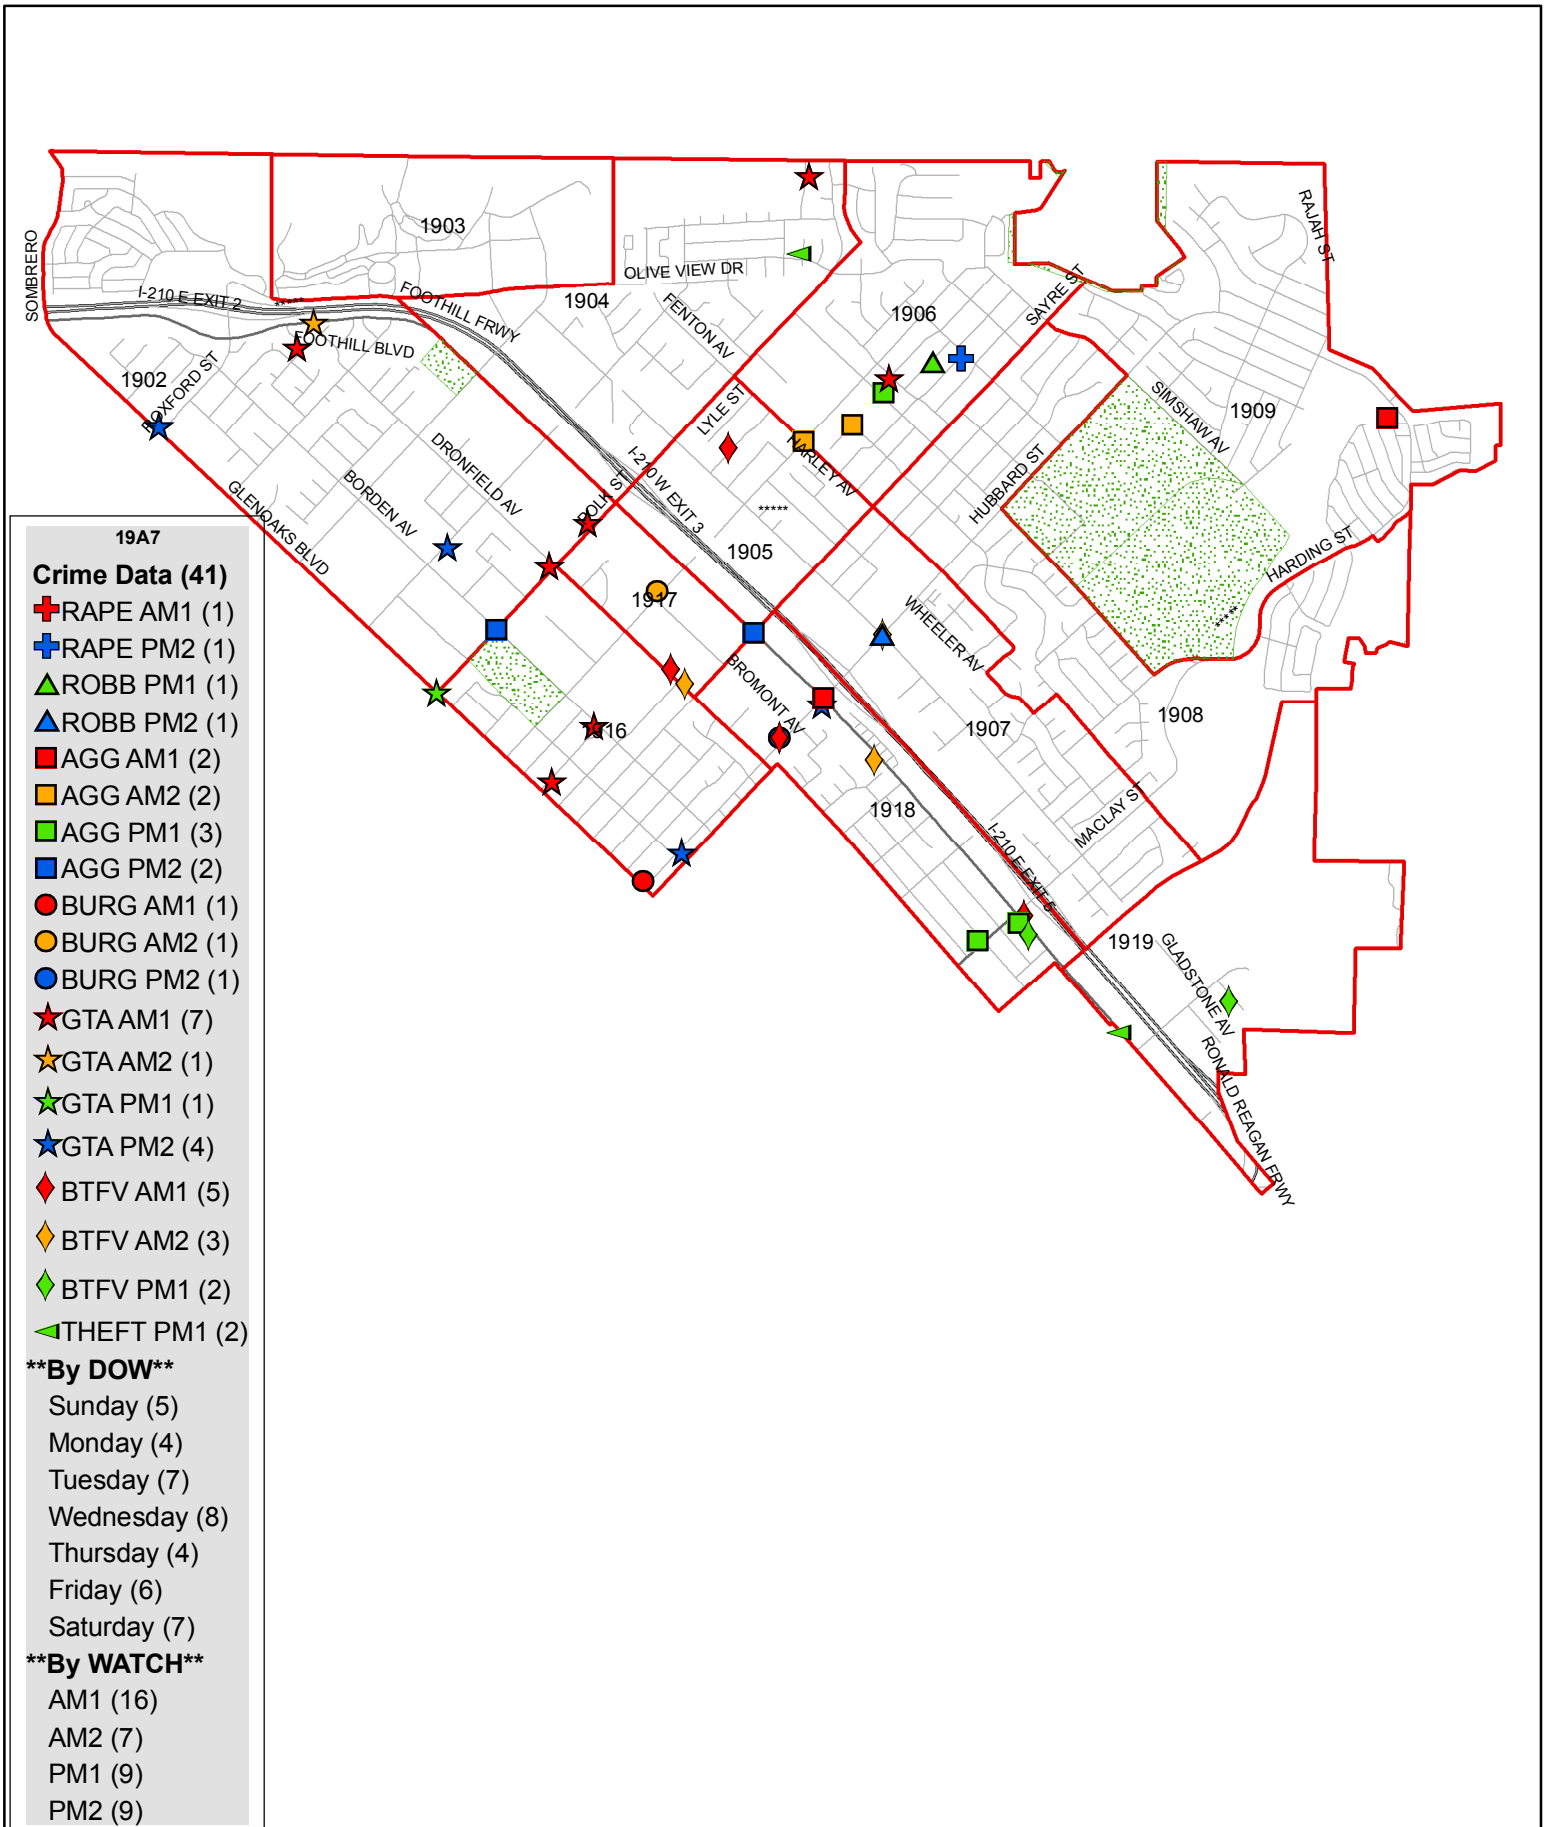 1903
SOMBRERO
RAJAH ST
OLIVE VIEW DR
I-210 E EXIT 2
*****
FOOTHILL FRWY
1904
FENTON AV
1906
SAYRE ST
FOOTHILL BLVD
1902
ROXFORD ST
LYLE ST
SIMSHAW AV
1909
DRONFIELD AV
BORDEN AV
GLENOAKS BLVD
POLK ST
I-210 W EXIT 3
HARLEY AV
HUBBARD ST
*****
1905
HARDING ST
*****
1917
WHEELER AV
BROMONT AV
1916
1907
1908
1918
MACLAY ST
I-210 E EXIT 5
1919
GLADSTONE AV
RONALD REAGAN FRWY
19A7
Crime Data (41)
RAPE AM1 (1)
RAPE PM2 (1)
ROBB PM1 (1)
ROBB PM2 (1)
AGG AM1 (2)
AGG AM2 (2)
AGG PM1 (3)
AGG PM2 (2)
BURG AM1 (1)
BURG AM2 (1)
BURG PM2 (1)
GTA AM1 (7)
GTA AM2 (1)
GTA PM1 (1)
GTA PM2 (4)
BTFV AM1 (5)
BTFV AM2 (3)
BTFV PM1 (2)
THEFT PM1 (2)
**By DOW**
Sunday (5)
Monday (4)
Tuesday (7)
Wednesday (8)
Thursday (4)
Friday (6)
Saturday (7)
**By WATCH**
AM1 (16)
AM2 (7)
PM1 (9)
PM2 (9)